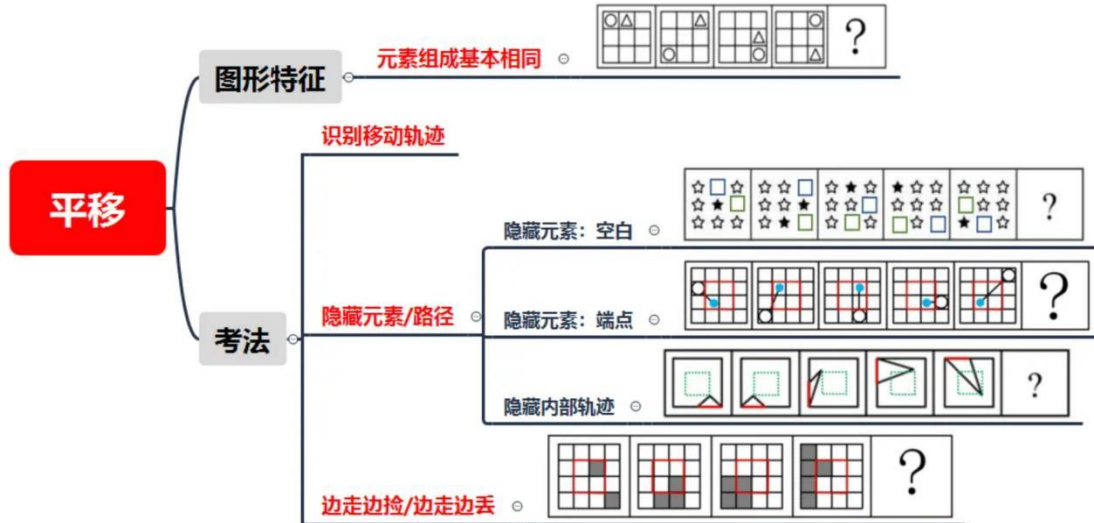 平移
图形特征
元素组成基本相同
?
考法
识别移动轨迹
隐藏元素/路径
隐藏元素：空白
?
隐藏元素：端点
?
隐藏内部轨迹
?
边走边捡/边走边丢
?